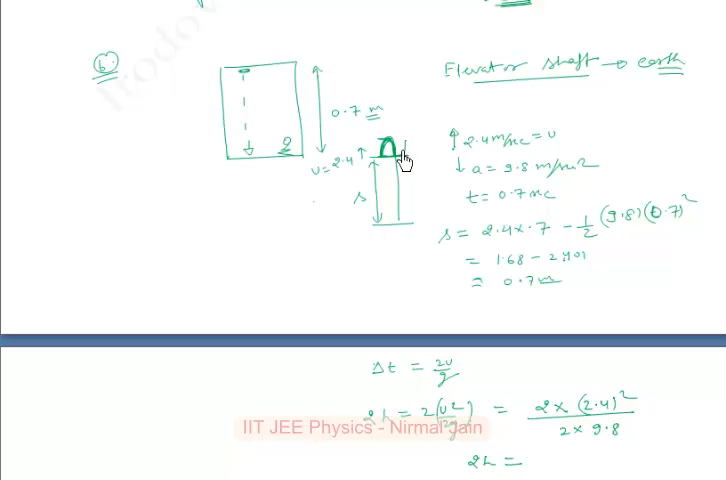 6.
Elevator shaft → earth
0.7 m
↑ 2.4 m/sec = u
u = 2.4 ↑
↓ a = 9.8 m/sec²
t = 0.7 sec
s
s = 2.4 x .7 - 1/2 (9.8) (0.7)²
= 1.68 - 2.401
= 0.7 m
Δt = 2u/g
2h = 2(u²/2g) = 2 x (2.4)² / 2 x 9.8
IIT JEE Physics - Nirmal Jain
2h =